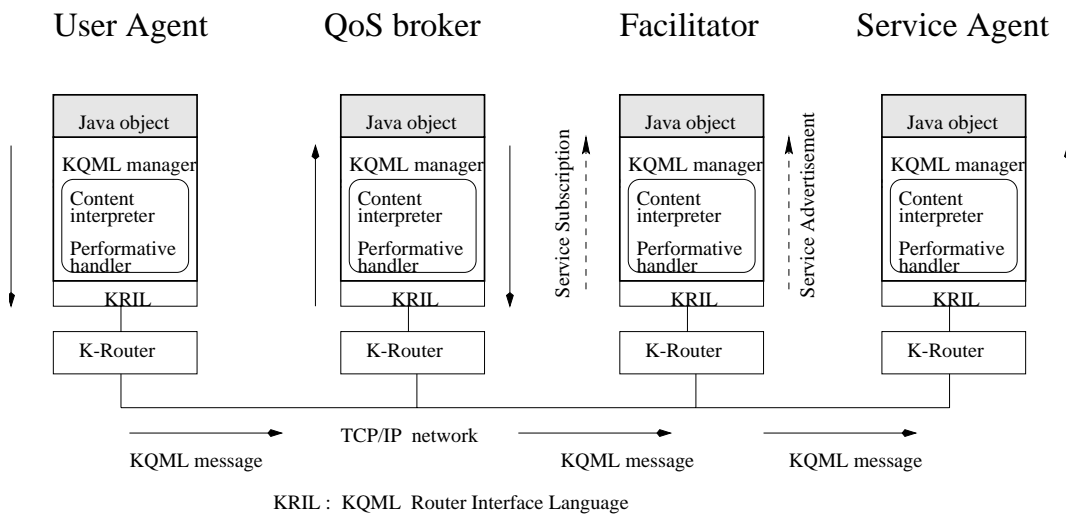 User Agent
QoS broker
Facilitator
Service Agent
Java object
KQML manager
Content
interpreter
Performative
handler
KRIL
K-Router
Java object
KQML manager
Content
interpreter
Performative
handler
KRIL
K-Router
Service Subscription
Java object
KQML manager
Content
interpreter
Performative
handler
KRIL
K-Router
Service Advertisement
Java object
KQML manager
Content
interpreter
Performative
handler
KRIL
K-Router
TCP/IP network
KQML message
KQML message
KQML message
KRIL : KQML Router Interface Language